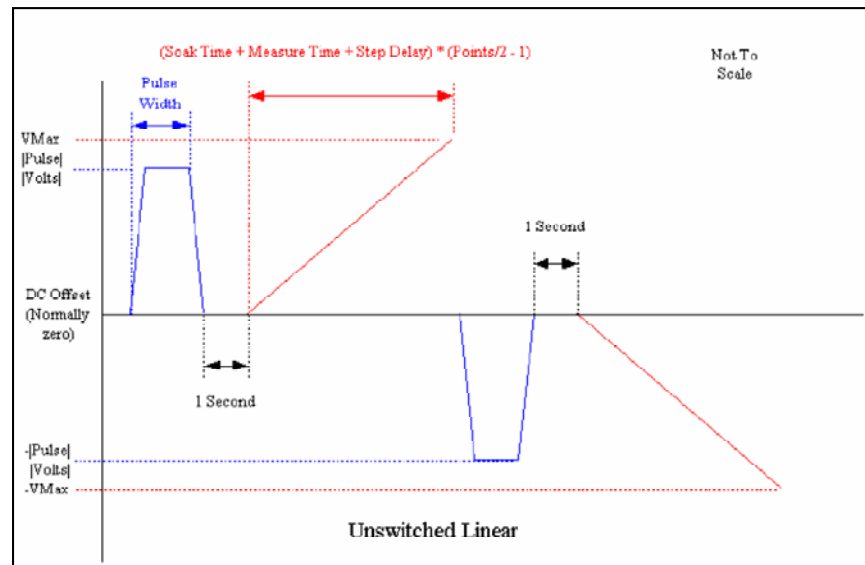 (Soak Time + Measure Time + Step Delay) * (Points/2 - 1)
Not To
Scale
Pulse
Width
VMax
|Pulse|
|Volts|
1 Second
DC Offset
(Normally
zero)
1 Second
-|Pulse|
|Volts|
-VMax
Unswitched Linear